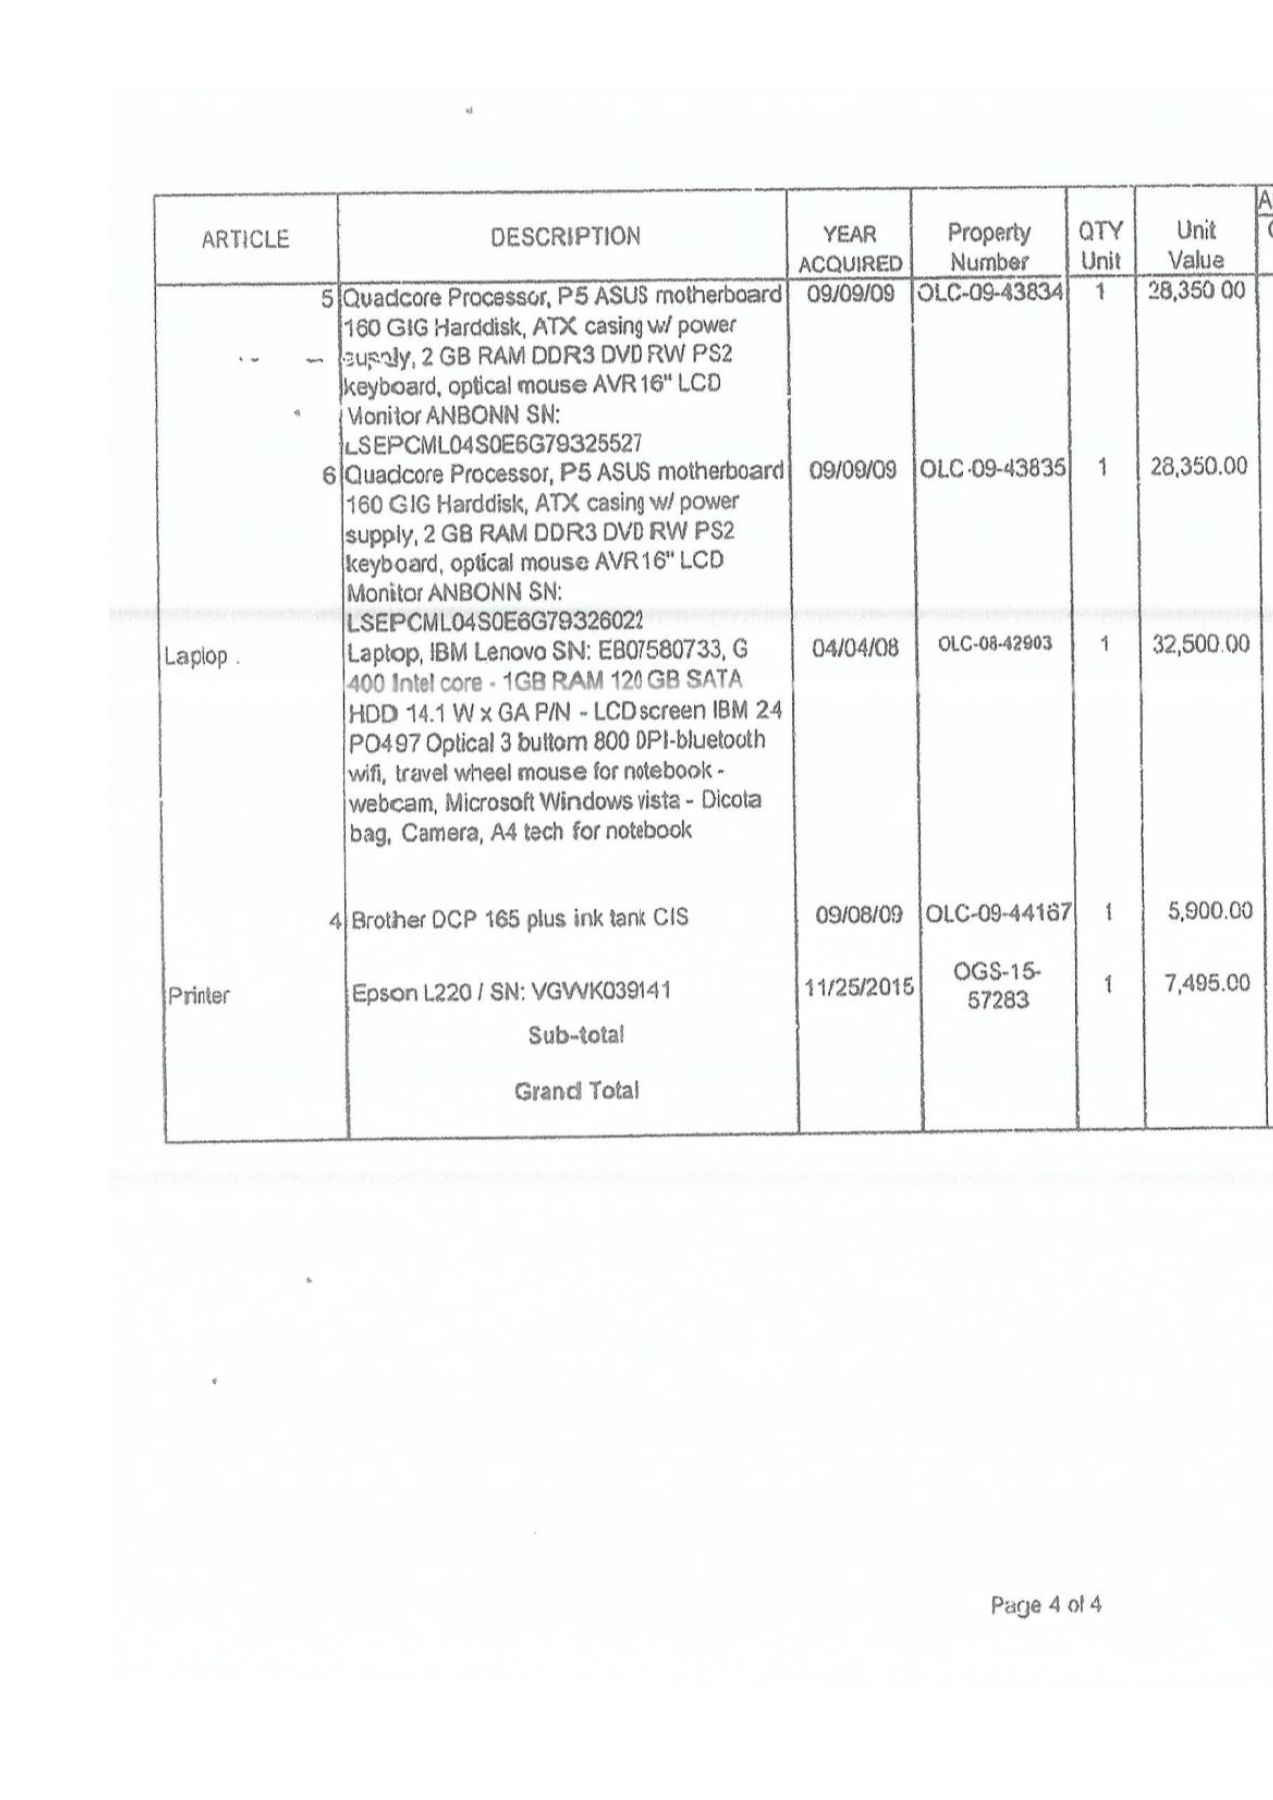 ARTICLE DESCRIPTION YEAR ACQUIRED Property Number QTY Unit Unit Value A
5 Quadcore Processor, P5 ASUS motherboard 09/09/09 OLC-09-43834 1 28,350 00
160 GIG Harddisk, ATX casing w/ power
supply, 2 GB RAM DDR3 DVD RW PS2
keyboard, optical mouse AVR 16" LCD
Monitor ANBONN SN:
LSEPCML04S0E6G79325527
6 Quadcore Processor, P5 ASUS motherboard 09/09/09 OLC-09-43835 1 28,350.00
160 GIG Harddisk, ATX casing w/ power
supply, 2 GB RAM DDR3 DVD RW PS2
keyboard, optical mouse AVR 16" LCD
Monitor ANBONN SN:
LSEPCML04S0E6G79326022
Laptop . Laptop, IBM Lenovo SN: EB07580733, G 04/04/08 OLC-08-42903 1 32,500.00
400 Intel core - 1GB RAM 120 GB SATA
HDD 14.1 W x GA P/N - LCD screen IBM 24
PO497 Optical 3 buttom 800 DPI-bluetooth
wifi, travel wheel mouse for notebook -
webcam, Microsoft Windows vista - Dicota
bag, Camera, A4 tech for notebook
4 Brother DCP 165 plus ink tank CIS 09/08/09 OLC-09-44167 1 5,900.00
Printer Epson L220 / SN: VGWK039141 11/25/2015 OGS-15-57283 1 7,495.00
Sub-total
Grand Total
Page 4 of 4